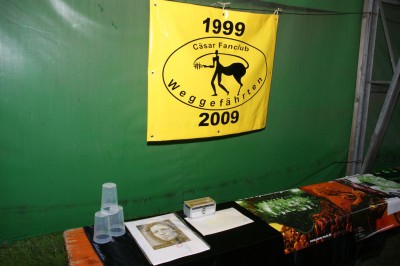 1999
Cäsar Fanclub
Weggefährten
2009